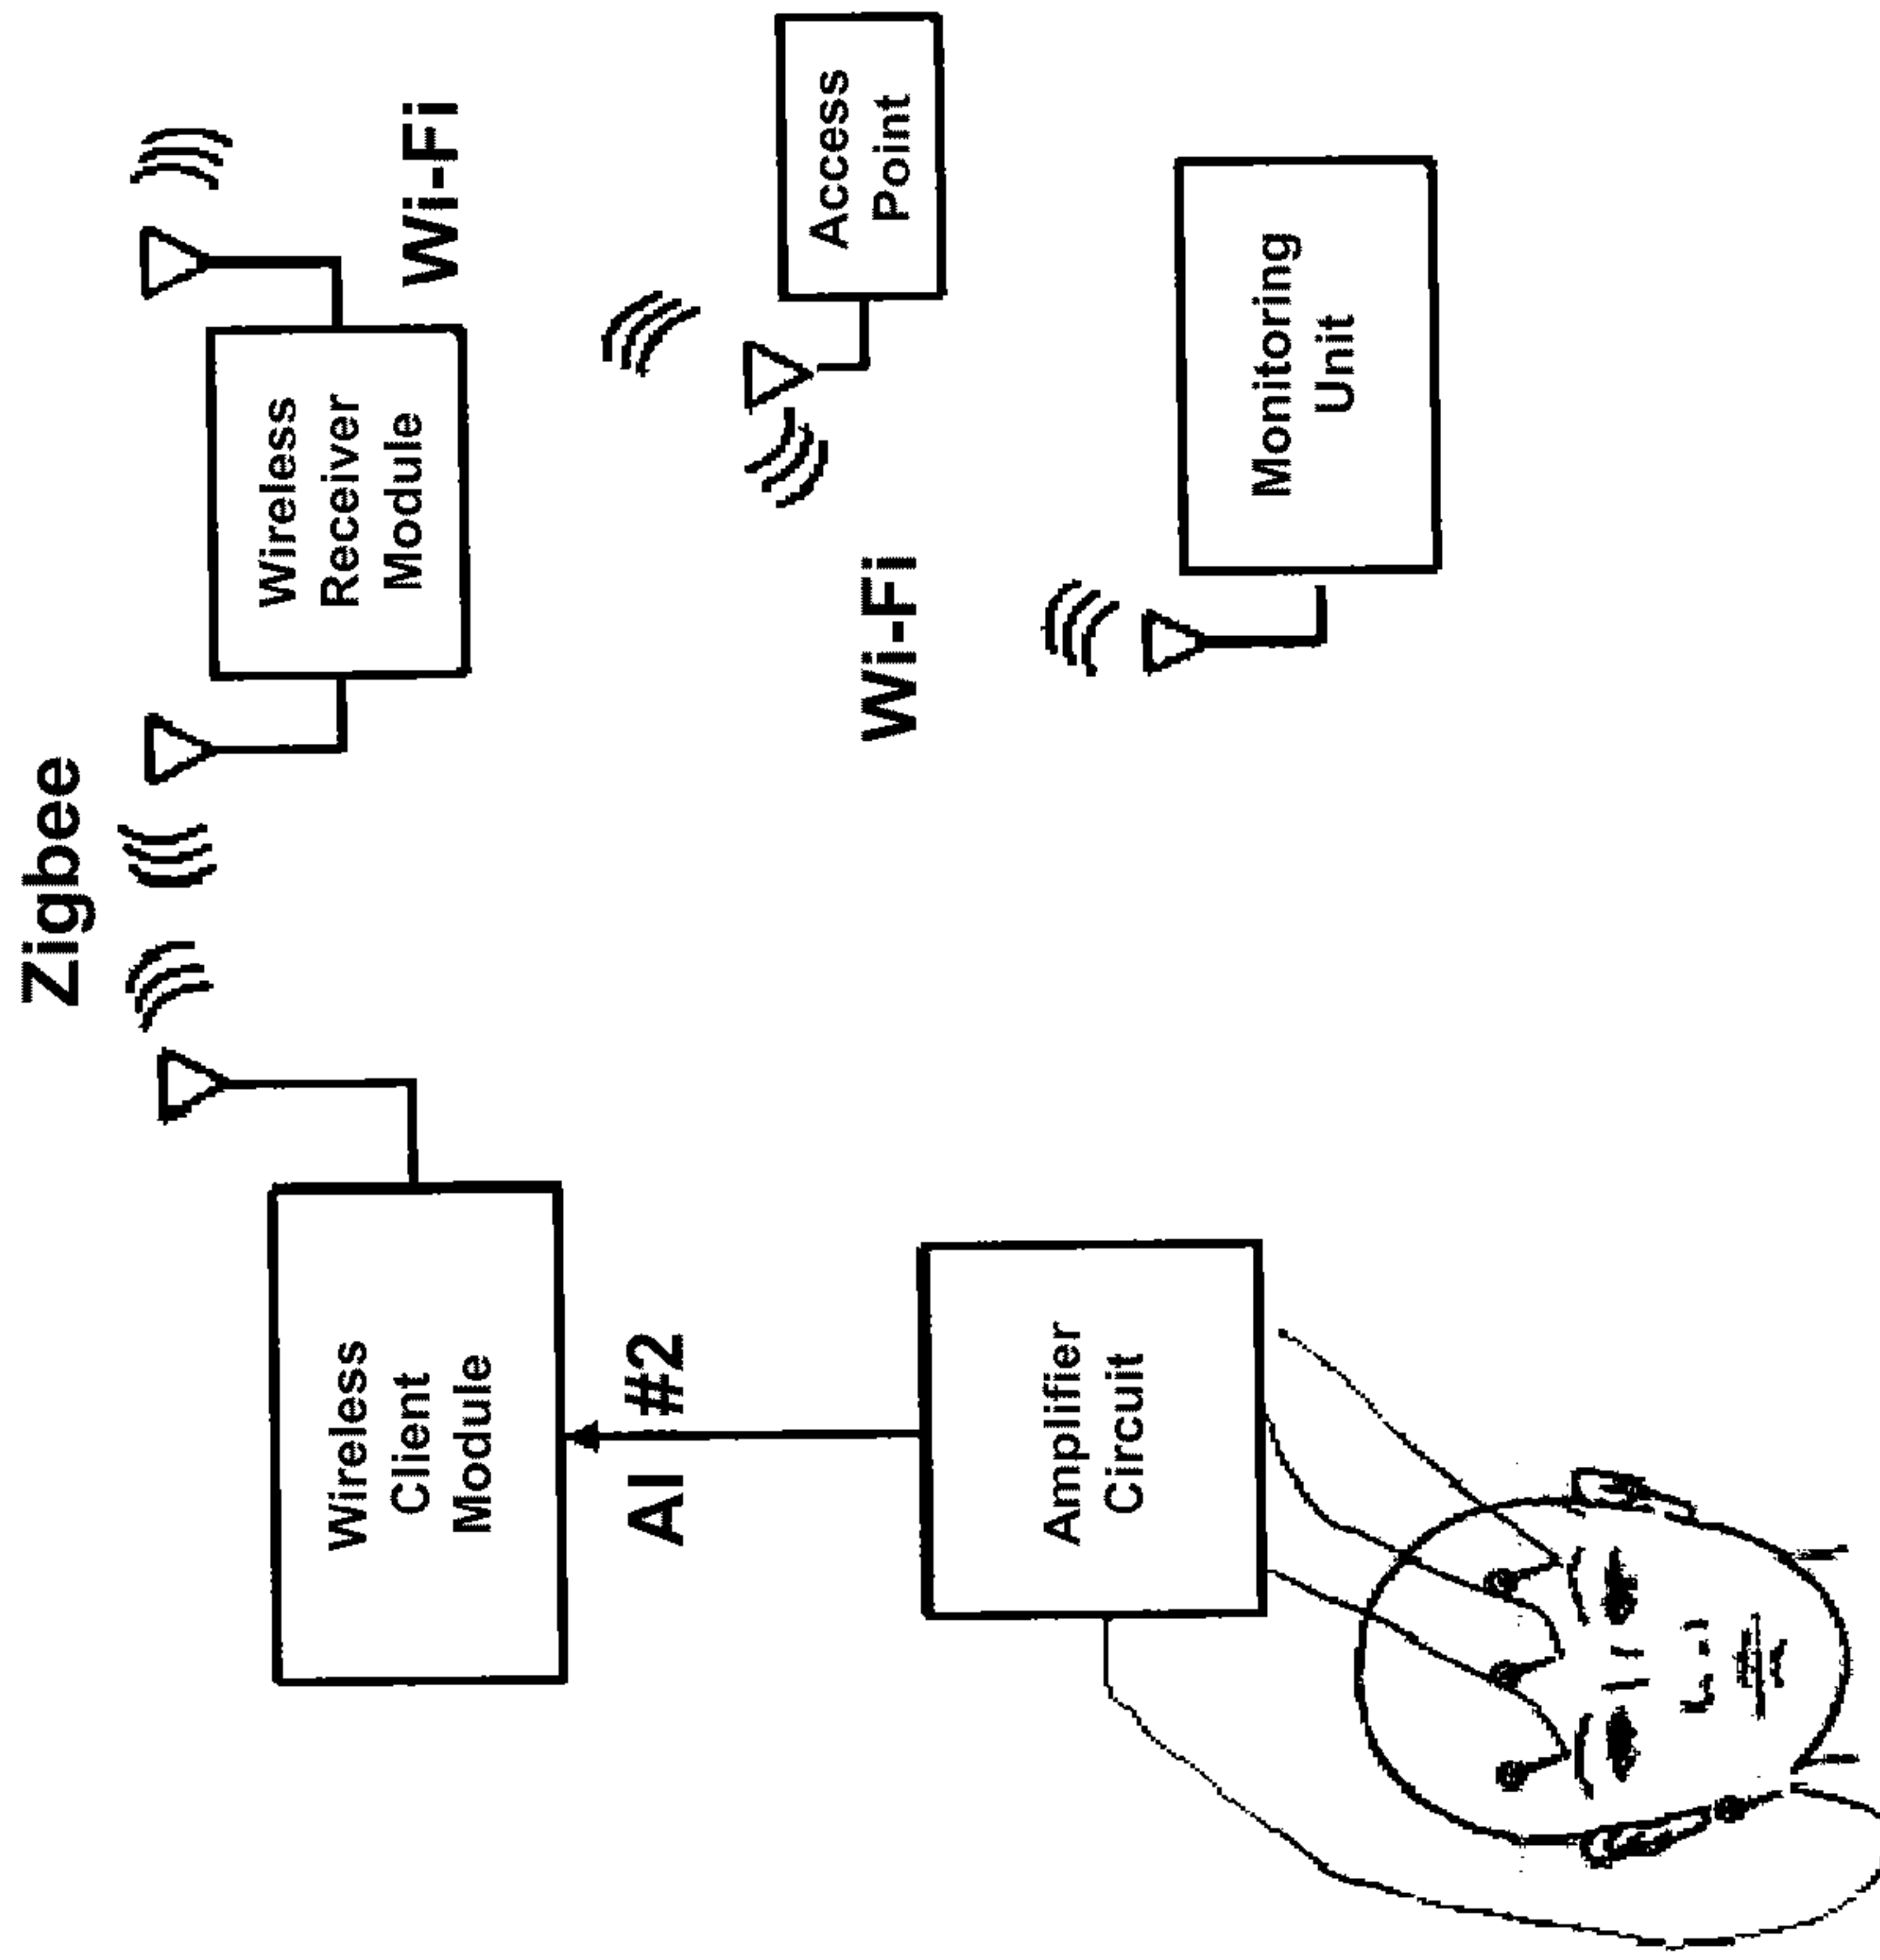 Zigbee
Wireless
Client
Module
AI #2
Amplifier
Circuit
Wireless
Receiver
Module
Wi-Fi
Access
Point
Wi-Fi
Monitoring
Unit